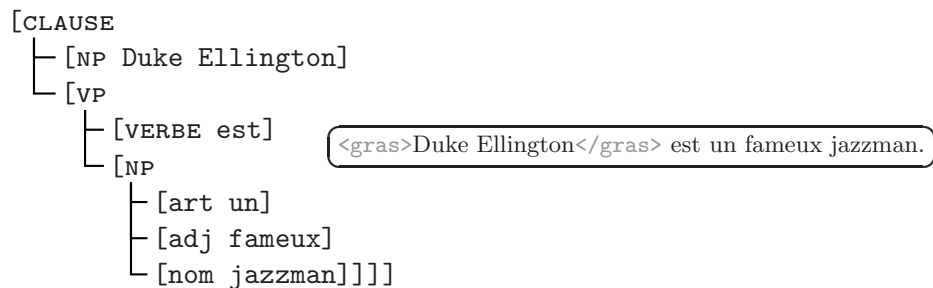 [CLAUSE
[NP Duke Ellington]
[VP
[VERBE est]
<gras>Duke Ellington</gras> est un fameux jazzman.
[NP
[art un]
[adj fameux]
[nom jazzman]]]]